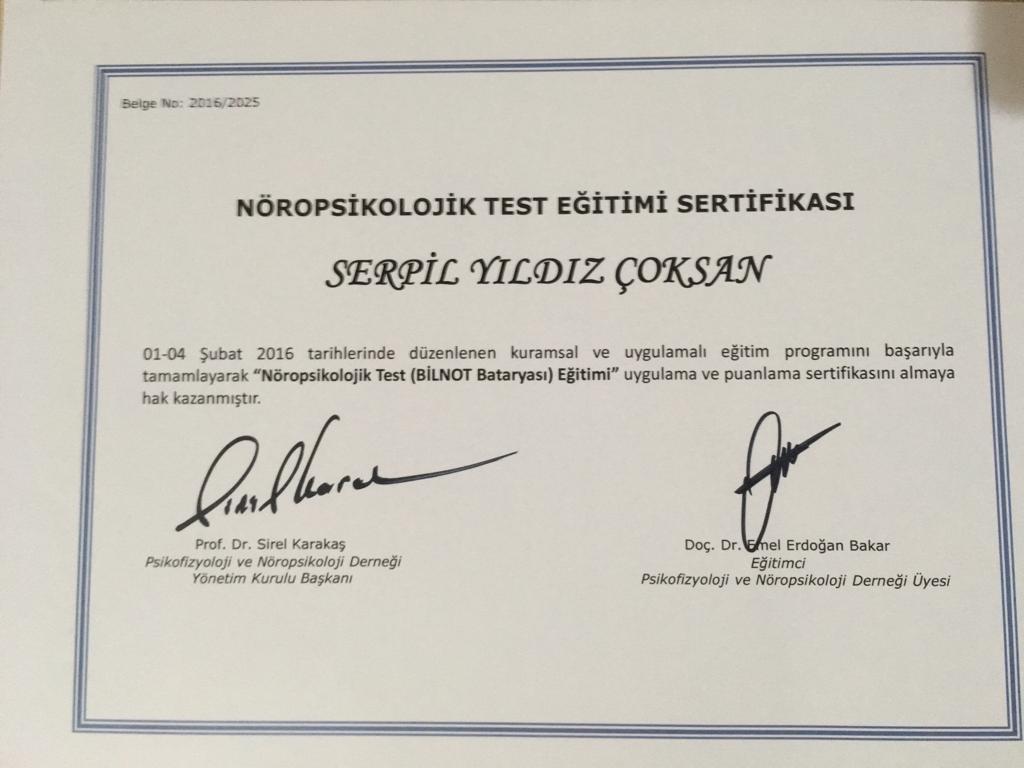 Belge No: 2016/2025
NÖROPSİKOLOJİK TEST EĞİTİMİ SERTİFİKASI
SERPİL YILDIZ ÇOKSAN
01-04 Şubat 2016 tarihlerinde düzenlenen kuramsal ve uygulamalı eğitim programını başarıyla
tamamlayarak “Nöropsikolojik Test (BİLNOT Bataryası) Eğitimi” uygulama ve puanlama sertifikasını almaya
hak kazanmıştır.
Sirel Karakaş
Prof. Dr. Sirel Karakaş
Psikofizyoloji ve Nöropsikoloji Derneği
Yönetim Kurulu Başkanı
Doç. Dr. Emel Erdoğan Bakar
Eğitimci
Psikofizyoloji ve Nöropsikoloji Derneği Üyesi